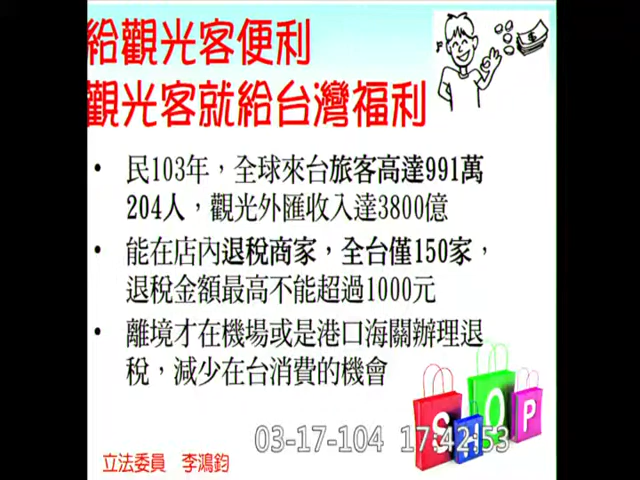 給觀光客便利
觀光客就給台灣福利
• 民103年，全球來台旅客高達991萬
204人，觀光外匯收入達3800億
• 能在店內退稅商家，全台僅150家，
退稅金額最高不能超過1000元
• 離境才在機場或是港口海關辦理退
稅，減少在台消費的機會
SHOP
03-17-104 17:42:53
立法委員 李鴻鈞